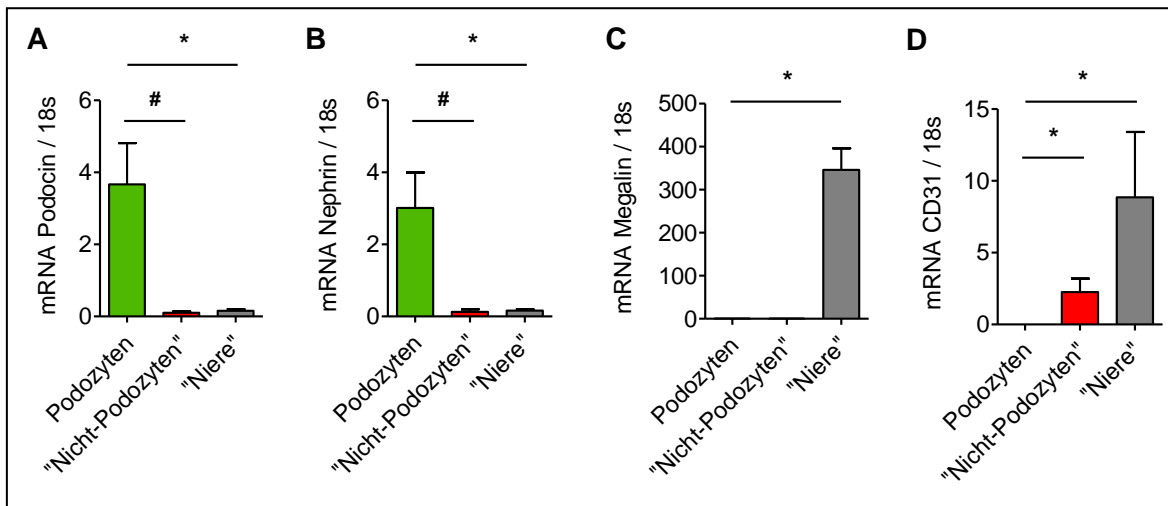 A
*
#
mRNA Podocin / 18s
6
4
2
0
Podozyten
"Nicht-Podozyten"
"Niere"
B
*
#
mRNA Nephrin / 18s
6
4
2
0
Podozyten
"Nicht-Podozyten"
"Niere"
C
*
mRNA Megalin / 18s
500
400
300
200
100
0
Podozyten
"Nicht-Podozyten"
"Niere"
D
*
*
mRNA CD31 / 18s
15
10
5
0
Podozyten
"Nicht-Podozyten"
"Niere"